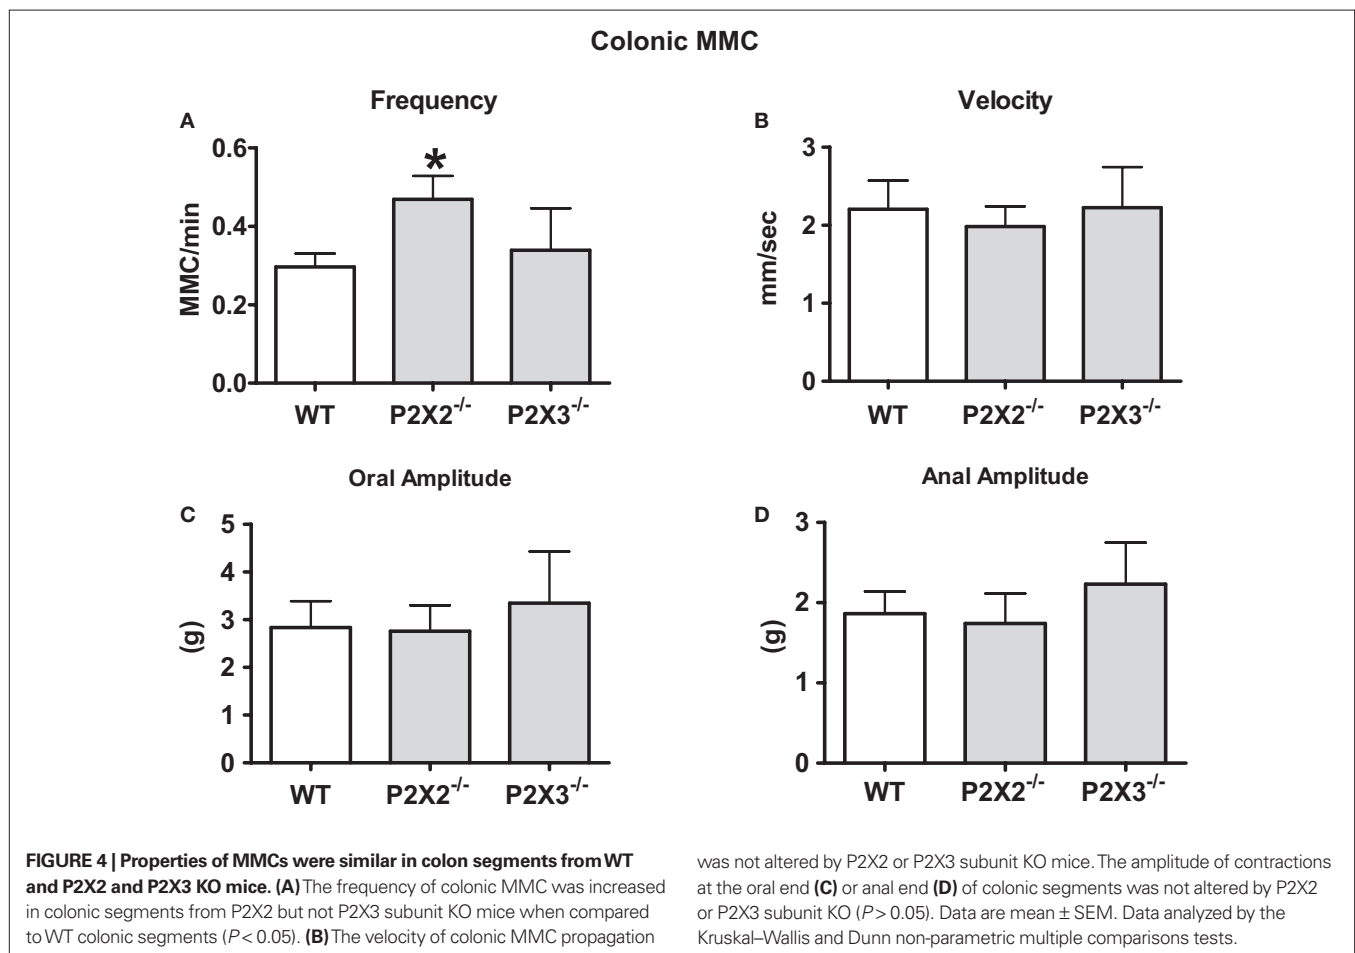 Colonic MMC
Frequency
A
0.6
0.4
0.2
0.0
MMC/min
*
WT P2X2-/- P2X3-/-
Velocity
B
3
2
1
0
mm/sec
WT P2X2-/- P2X3-/-
Oral Amplitude
C
5
4
3
2
1
0
(g)
WT P2X2-/- P2X3-/-
Anal Amplitude
D
3
2
1
0
(g)
WT P2X2-/- P2X3-/-
FIGURE 4 | Properties of MMCs were similar in colon segments from WT
and P2X2 and P2X3 KO mice. (A) The frequency of colonic MMC was increased
in colonic segments from P2X2 but not P2X3 subunit KO mice when compared
to WT colonic segments (P < 0.05). (B) The velocity of colonic MMC propagation
was not altered by P2X2 or P2X3 subunit KO mice. The amplitude of contractions
at the oral end (C) or anal end (D) of colonic segments was not altered by P2X2
or P2X3 subunit KO (P > 0.05). Data are mean ± SEM. Data analyzed by the
Kruskal–Wallis and Dunn non-parametric multiple comparisons tests.